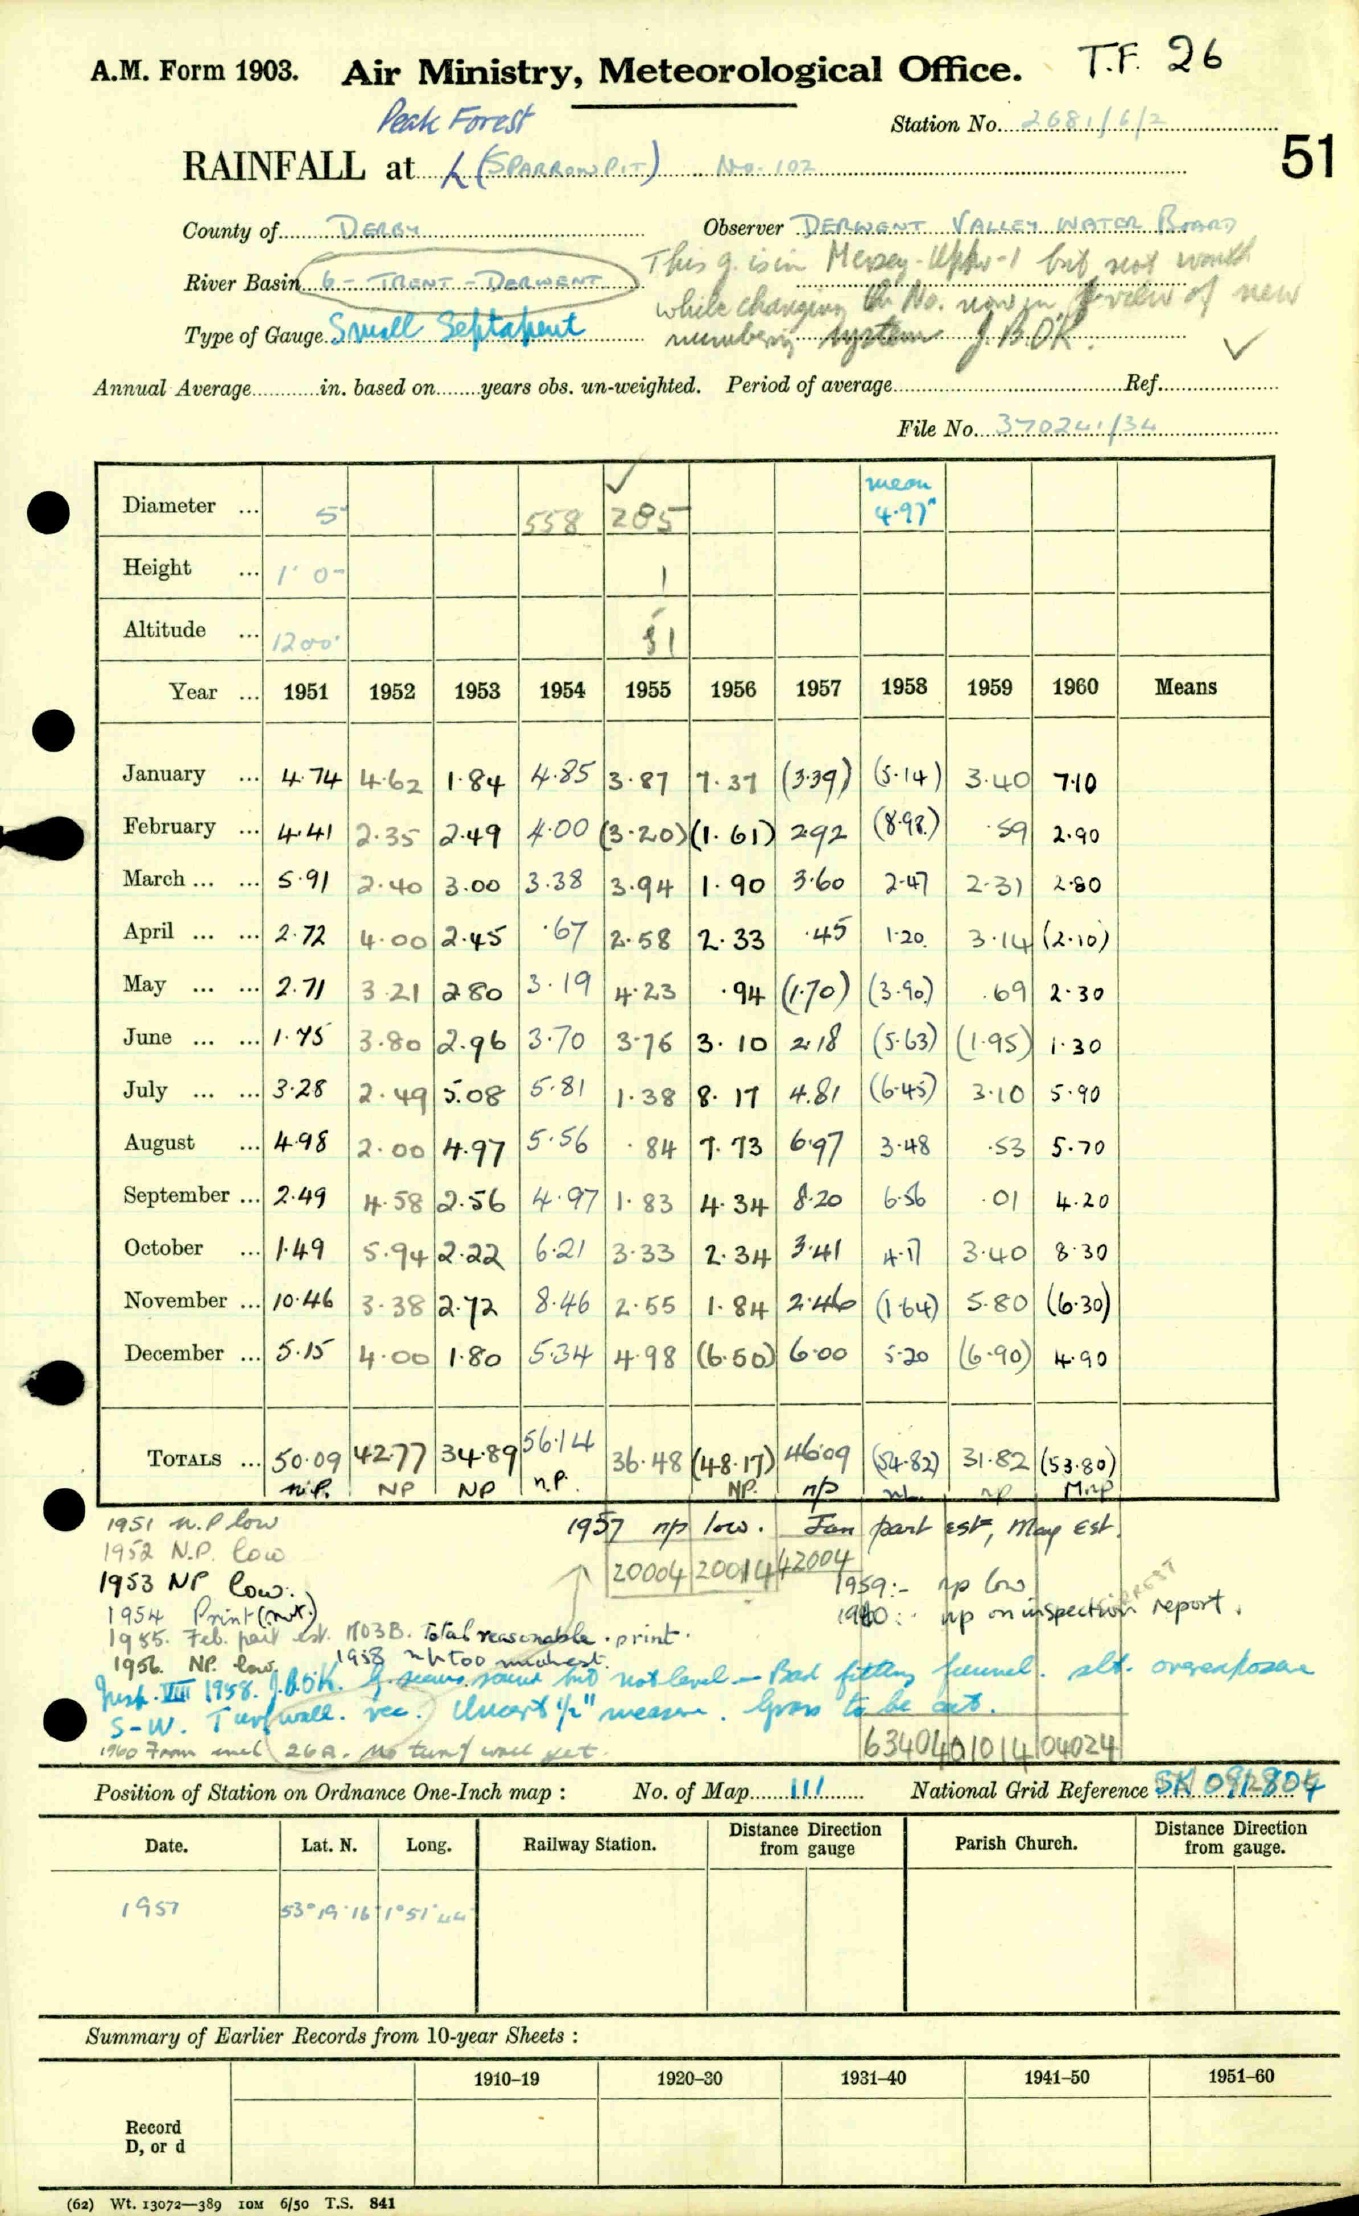 A.M. Form 1903. Air Ministry, Meteorological Office. T.F. 26
Peak Forest
Station No. 2681/6/2
51
RAINFALL at (SPARROWPIT) No. 102
County of DERBY Observer DERWENT VALLEY WATER BOARD
River Basin 6 - TRENT - DERWENT This g. is in Mersey - Upper - 1 but not worth
while changing the No. now in view of new
Type of Gauge Small Septapent numbering system J.B.OK.
Annual Average in. based on years obs. un-weighted. Period of average Ref.
File No. 370241/34
Diameter ... 5" 558 285 mean 4.97"
Height ... 1' 0" 1
Altitude ... 1200' 51
Year ... 1951 1952 1953 1954 1955 1956 1957 1958 1959 1960 Means
January ... 4.74 4.62 1.84 4.85 3.87 7.37 (3.39) (5.14) 3.40 7.10
February ... 4.41 2.35 2.49 4.00 (3.20) (1.61) 2.92 (8.98) .59 2.90
March ... ... 5.91 2.40 3.00 3.38 3.94 1.90 3.60 2.47 2.31 2.80
April ... ... 2.72 4.00 2.45 .67 2.58 2.33 .45 1.20 3.14 (2.10)
May ... ... 2.71 3.21 2.80 3.19 4.23 .94 (1.70) (3.90) .69 2.30
June ... ... 1.75 3.80 2.96 3.70 3.76 3.10 2.18 (5.63) (1.95) 1.30
July ... ... 3.28 2.49 5.08 5.81 1.38 8.17 4.81 (6.45) 3.10 5.90
August ... 4.98 2.00 4.97 5.56 .84 7.73 6.97 3.48 .53 5.70
September ... 2.49 4.58 2.56 4.97 1.83 4.34 8.20 6.56 .01 4.20
October ... 1.49 5.94 2.22 6.21 3.33 2.34 3.41 4.17 3.40 8.30
November ... 10.46 3.38 2.72 8.46 2.55 1.84 2.46 (1.64) 5.80 (6.30)
December ... 5.15 4.00 1.80 5.34 4.98 (6.50) 6.00 5.20 (6.90) 4.90
TOTALS ... 50.09 42.77 34.89 56.14 36.48 (48.17) 46.09 (54.82) 31.82 (53.80)
n.P. NP NP n.P. NP. n/p np
1951 n.P low
1957 np low. Jan part est, May Est.
1952 N.P. low
20004 20014 42004
1953 NP low.
1959:- np low
1954 Print
1960:- np on inspection report.
1955. Feb. part est. M03B. Total reasonable. print.
1956. NP. low. 1958
Insp. VIII 1958. J.B.OK. g. seems sound but not level - Bad fitting funnel. alt. overexposure
S-W. Turf wall. rec. Uncert ½" measure. Grass to be cut.
1960 From encl 26A. No turf wall yet.
63404 01014 04024
Position of Station on Ordnance One-Inch map : No. of Map 111 National Grid Reference SK 091804
Date. Lat. N. Long. Railway Station. Distance Direction from gauge Parish Church. Distance Direction from gauge.
1957 53° 19' 16" 1° 51' 44"
Summary of Earlier Records from 10-year Sheets :
1910–19 1920–30 1931–40 1941–50 1951–60
Record
D, or d
(62) Wt. 13072—389 10M 6/50 T.S. 841